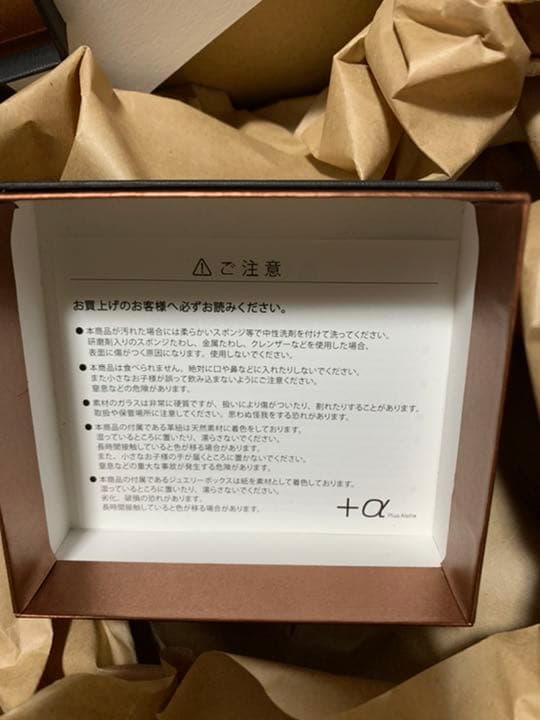 ⚠ご注意
お買上げのお客様へ必ずお読みください。
●本商品が汚れた場合には柔らかいスポンジ等で中性洗剤を付けて洗ってください。
研磨剤入りのスポンジたわし、金属たわし、クレンザーなどを使用した場合、
表面に傷がつく原因になります。使用しないでください。
●本商品は食べられません。絶対に口や鼻などに入れたりしないでください。
また小さなお子様が誤って飲み込まないようにご注意ください。
窒息などの危険があります。
●素材のガラスは非常に硬質ですが、扱いにより傷がついたり、割れたりすることがあります。
取扱や保管場所に注意してください。思わぬ怪我をする恐れがあります。
●本商品の付属である革紐は天然素材に着色をしております。
湿っているところに置いたり、濡らさないでください。
長時間接触していると色が移る場合があります。
また、小さなお子様の手が届くところに置かないでください。
窒息などの重大な事故が発生する危険があります。
●本商品の付属であるジュエリーボックスは紙を素材として着色しております。
湿っているところに置いたり、濡らさないでください。
劣化、破損の恐れがあります。
長時間接触していると色が移る場合があります。
+α Plus Alpha